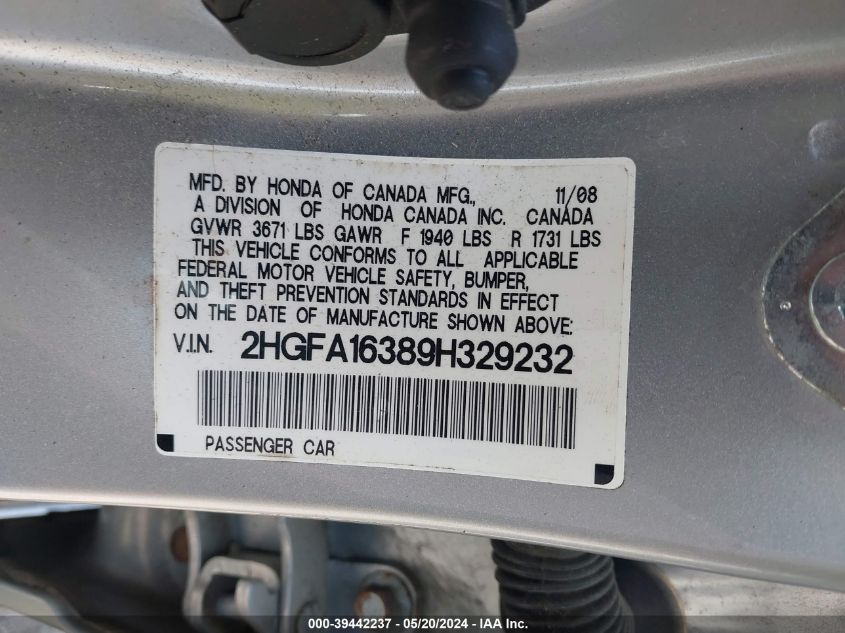 MFD. BY HONDA OF CANADA MFG., 11/08
A DIVISION OF HONDA CANADA INC. CANADA
GVWR 3671 LBS GAWR F 1940 LBS R 1731 LBS
THIS VEHICLE CONFORMS TO ALL APPLICABLE
FEDERAL MOTOR VEHICLE SAFETY, BUMPER,
AND THEFT PREVENTION STANDARDS IN EFFECT
ON THE DATE OF MANUFACTURE SHOWN ABOVE:
V.I.N. 2HGFA16389H329232
PASSENGER CAR
000-39442237 - 05/20/2024 - IAA Inc.